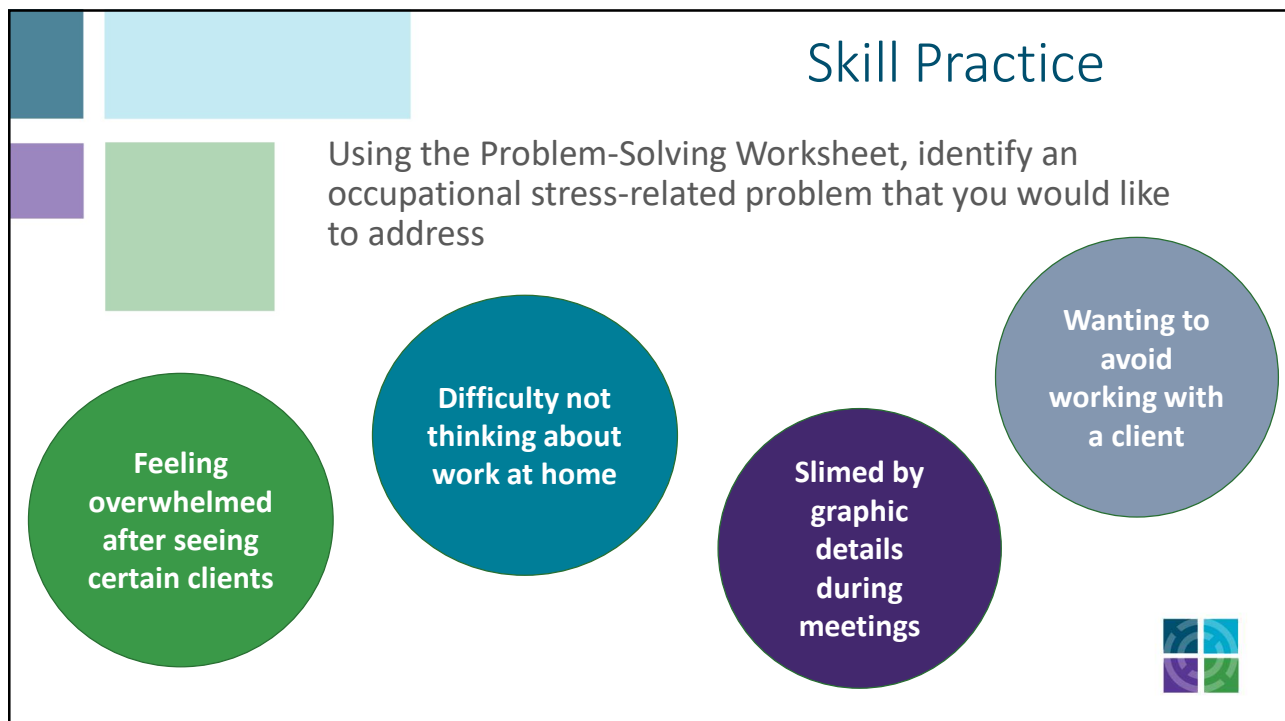 Skill Practice
Using the Problem-Solving Worksheet, identify an
occupational stress-related problem that you would like
to address
Feeling
overwhelmed
after seeing
certain clients
Difficulty not
thinking about
work at home
Slimed by
graphic
details
during
meetings
Wanting to
avoid
working with
a client